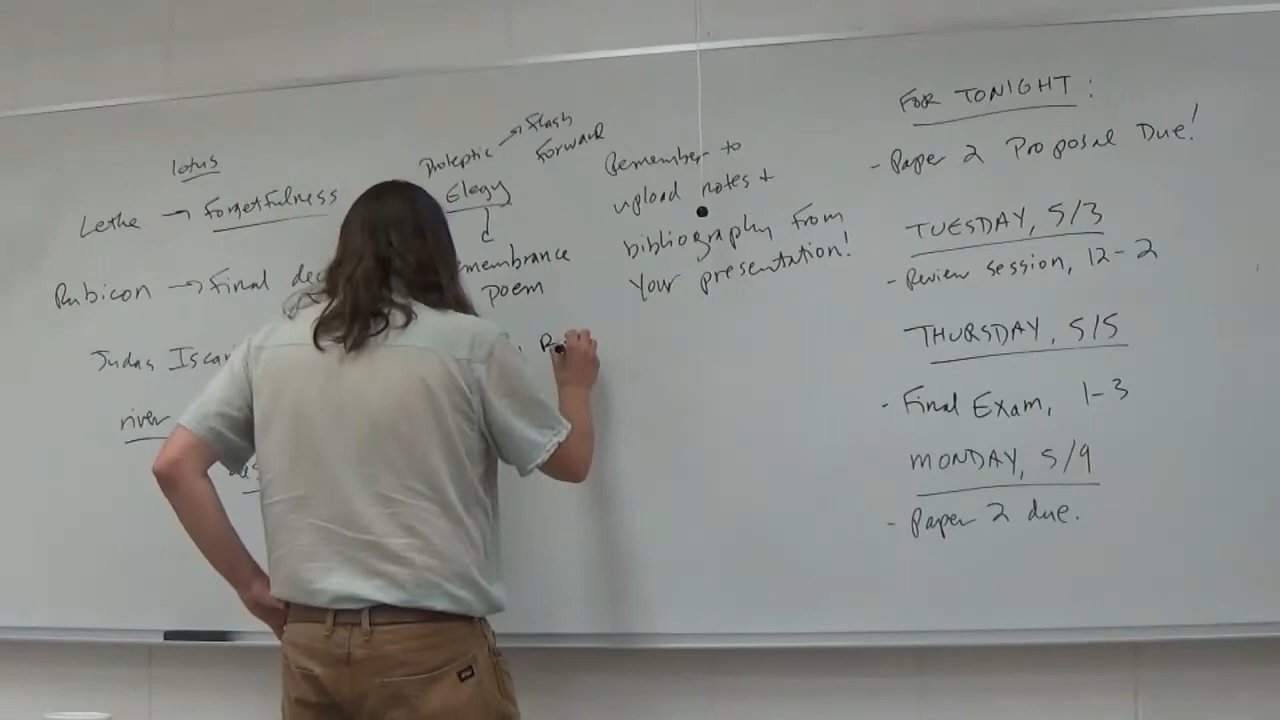 lotus
Lethe → Forgetfulness
Rubicon → Final dec
Judas Iscar
river
Proleptic → Flash
Forward
Elegy
membrance
poem
Remember to
upload notes +
bibliography from
your presentation!
FOR TONIGHT:
- Paper 2 Proposal Due!
TUESDAY, 5/3
- Review session, 12-2
THURSDAY, 5/5
- Final Exam, 1-3
MONDAY, 5/9
- Paper 2 due.